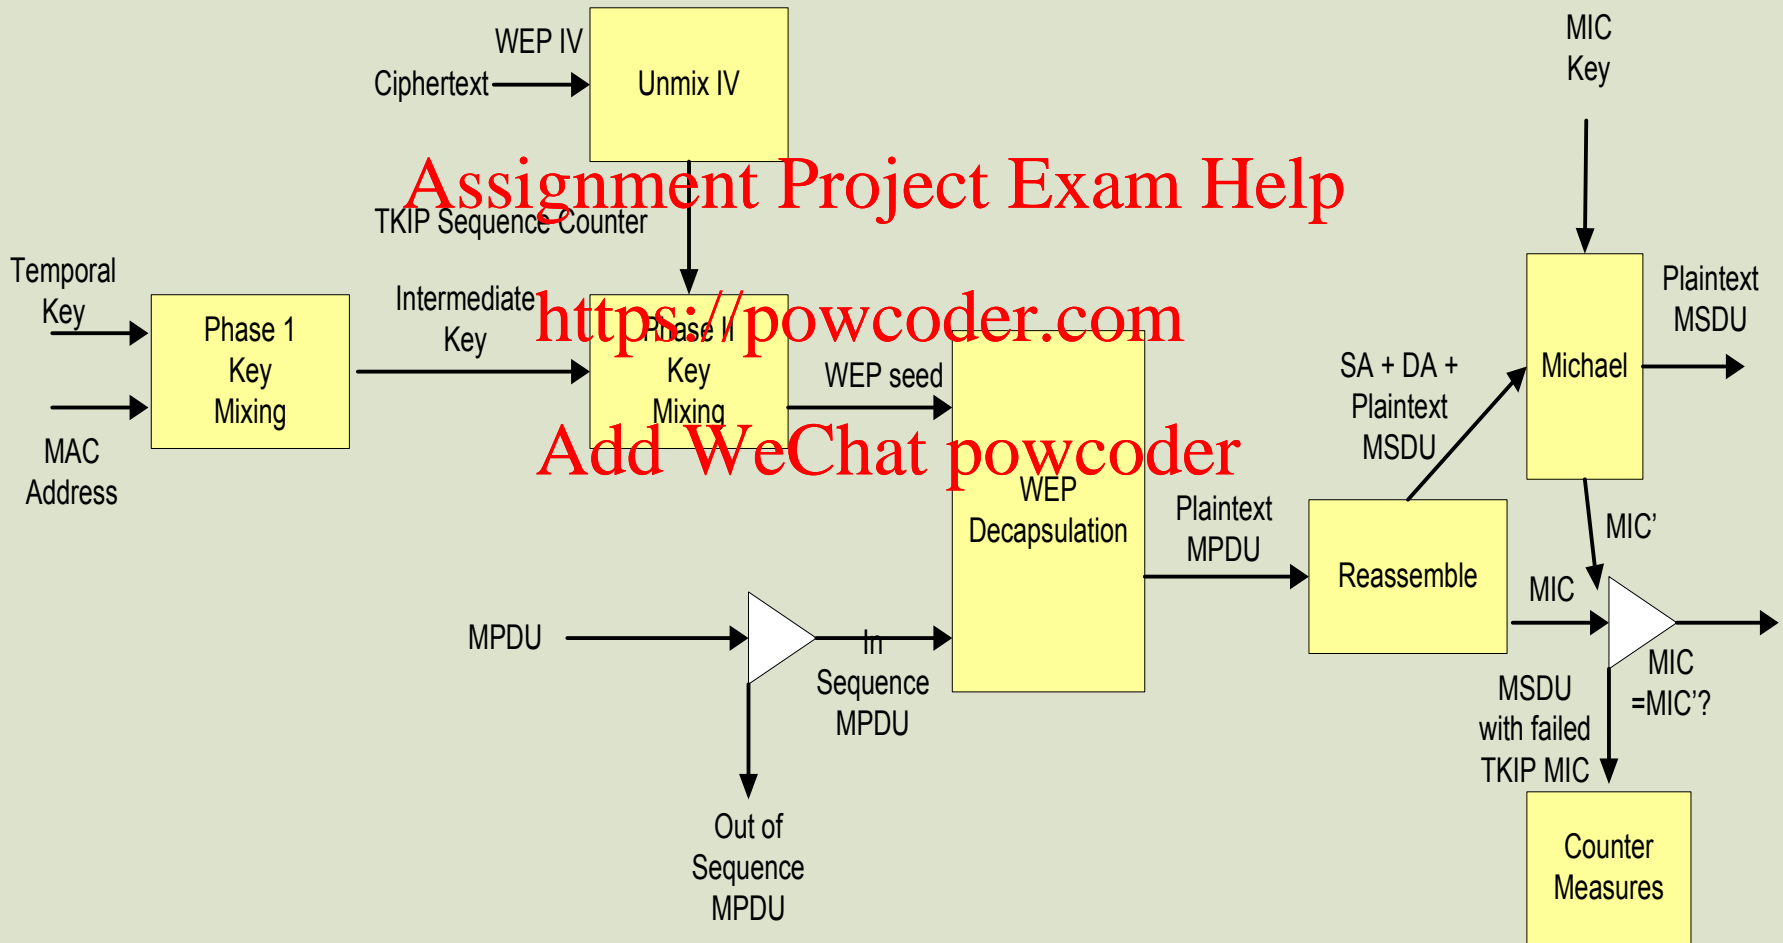 WEP IV
Ciphertext
Unmix IV
MIC
Key
Assignment Project Exam Help
TKIP Sequence Counter
Temporal
Key
MAC
Address
Phase 1
Key
Mixing
Intermediate
Key
https://powcoder.com
Phase II
Key
Mixing
WEP seed
Add WeChat powcoder
WEP
Decapsulation
Plaintext
MPDU
SA + DA +
Plaintext
MSDU
Michael
Plaintext
MSDU
Reassemble
MIC'
MIC
MIC
=MIC'?
MPDU
In
Sequence
MPDU
Out of
Sequence
MPDU
MSDU
with failed
TKIP MIC
Counter
Measures